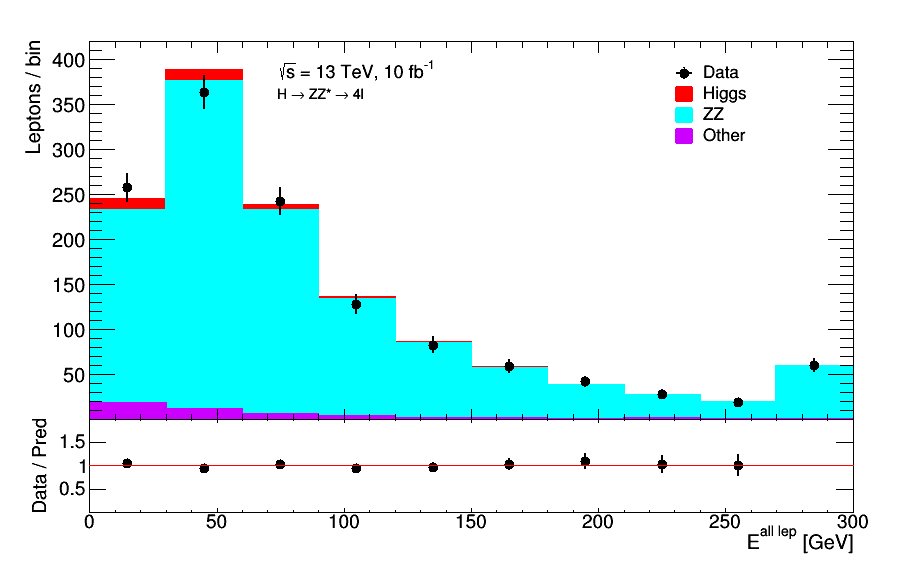 Leptons / bin
400
350
300
250
200
150
100
50
√s = 13 TeV, 10 fb⁻¹
H → ZZ* → 4l
Data
Higgs
ZZ
Other
Data / Pred
1.5
1
0.5
0 50 100 150 200 250 300
E^all lep [GeV]